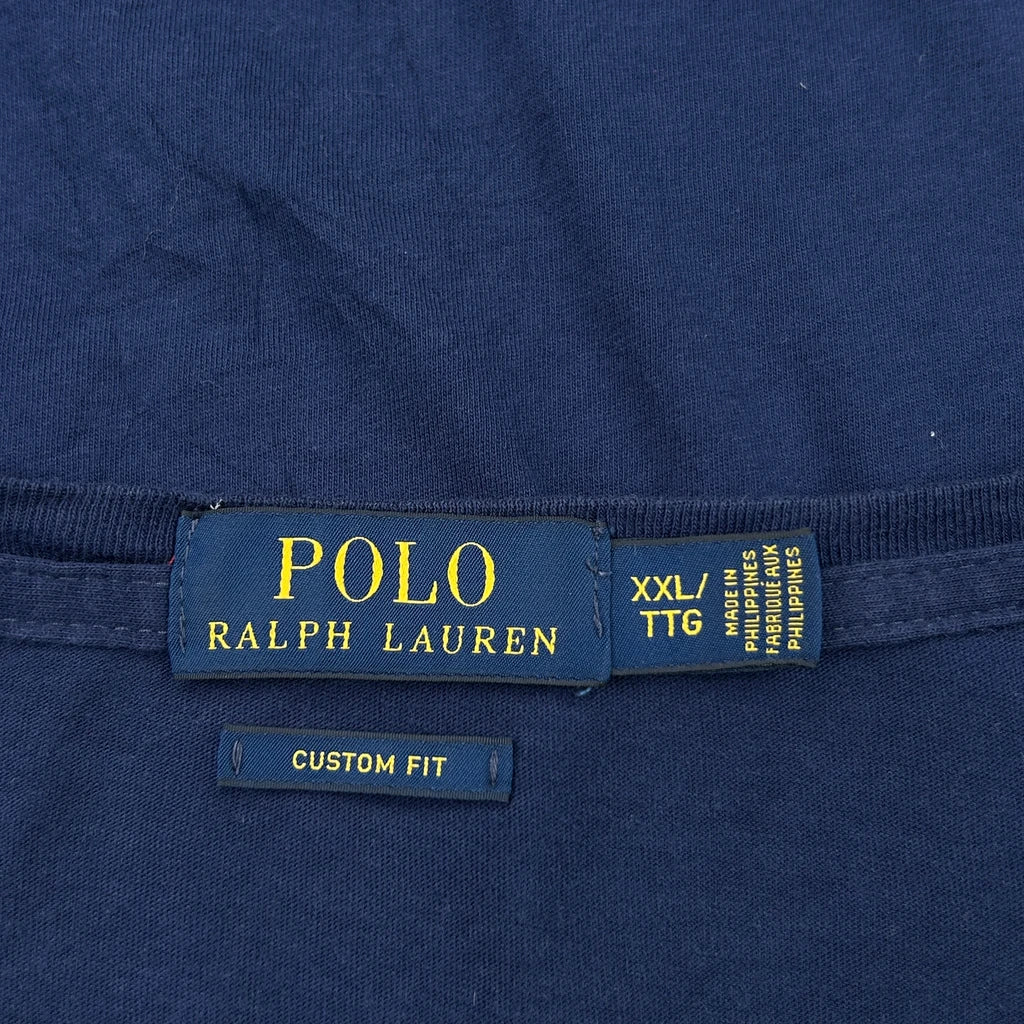 POLO
RALPH LAUREN
XXL/
TTG
MADE IN
PHILIPPINES
FABRIQUÉ AUX
PHILIPPINES
CUSTOM FIT